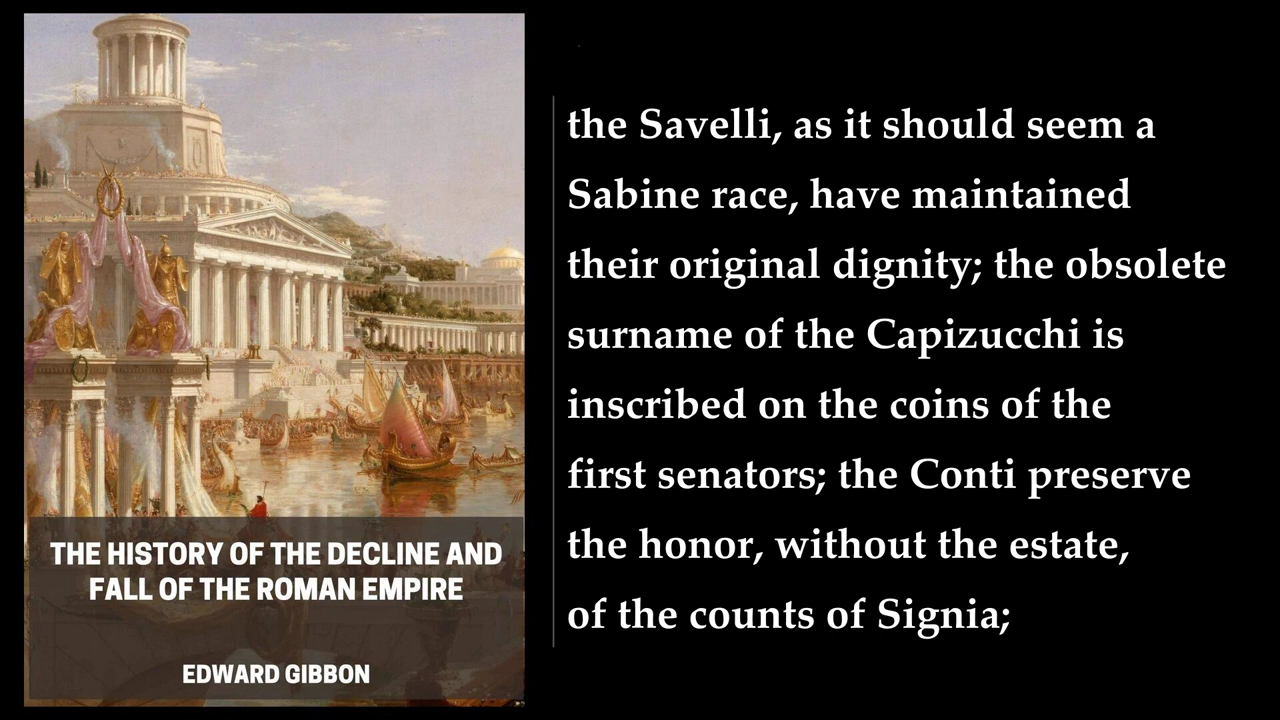 THE HISTORY OF THE DECLINE AND
FALL OF THE ROMAN EMPIRE
EDWARD GIBBON
the Savelli, as it should seem a
Sabine race, have maintained
their original dignity; the obsolete
surname of the Capizucchi is
inscribed on the coins of the
first senators; the Conti preserve
the honor, without the estate,
of the counts of Signia;